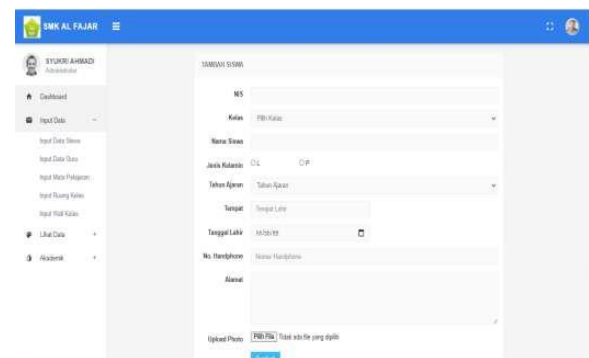 SMK AL FAJAR
SYUKRI AHMADI
Administrator
Dashboard
Input Data
Input Data Siswa
Input Data Guru
Input Mata Pelajaran
Input Ruang Kelas
Input Wali Kelas
Lihat Data
Akademik
TAMBAH SISWA
NIS
Kelas Pilih Kelas
Nama Siswa
Jenis Kelamin L P
Tahun Ajaran Tahun Ajaran
Tempat Tempat Lahir
Tanggal Lahir
No. Handphone Nomor Handphone
Alamat
Upload Photo Pilih File Tidak ada file yang dipilih